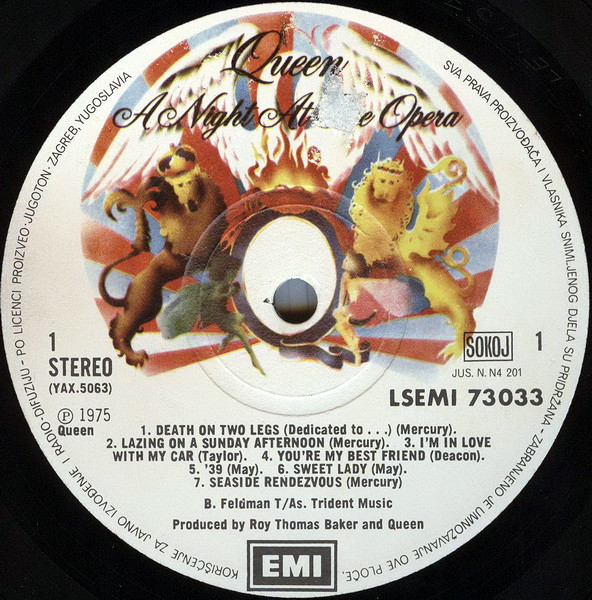 Queen
A Night At e Opera
1
STEREO
(YAX.5063)
Ⓟ 1975
Queen
SOKOJ
1
JUS. N. N4 201
LSEMI 73033
1. DEATH ON TWO LEGS (Dedicated to . . .) (Mercury).
2. LAZING ON A SUNDAY AFTERNOON (Mercury). 3. I'M IN LOVE
WITH MY CAR (Taylor). 4. YOU'RE MY BEST FRIEND (Deacon).
5. '39 (May). 6. SWEET LADY (May).
7. SEASIDE RENDEZVOUS (Mercury)
B. Feldman T/As. Trident Music
Produced by Roy Thomas Baker and Queen
EMI
PO LICENCI PROIZVEO·JUGOTON·ZAGREB, YUGOSLAVIA
SVA PRAVA PROIZVOĐAČA I VLASNIKA SNIMLJENOG DJELA SU PRIDRŽANA-ZABRANJENO JE UMNOŽAVANJE OVE PLOČE, KORIŠĆENJE ZA JAVNO IZVOĐENJE I RADIO-DIFUZIJU-